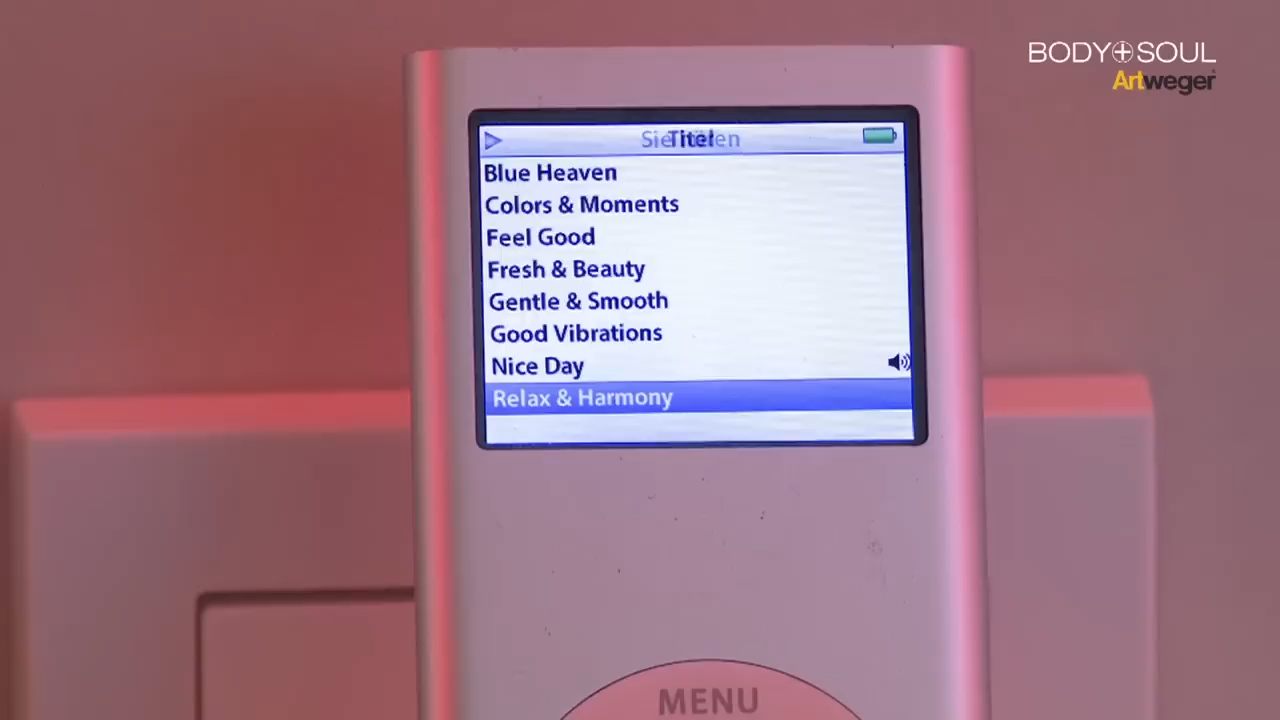 BODY+SOUL
Artweger
Titel
Blue Heaven
Colors & Moments
Feel Good
Fresh & Beauty
Gentle & Smooth
Good Vibrations
Nice Day
Relax & Harmony
MENU